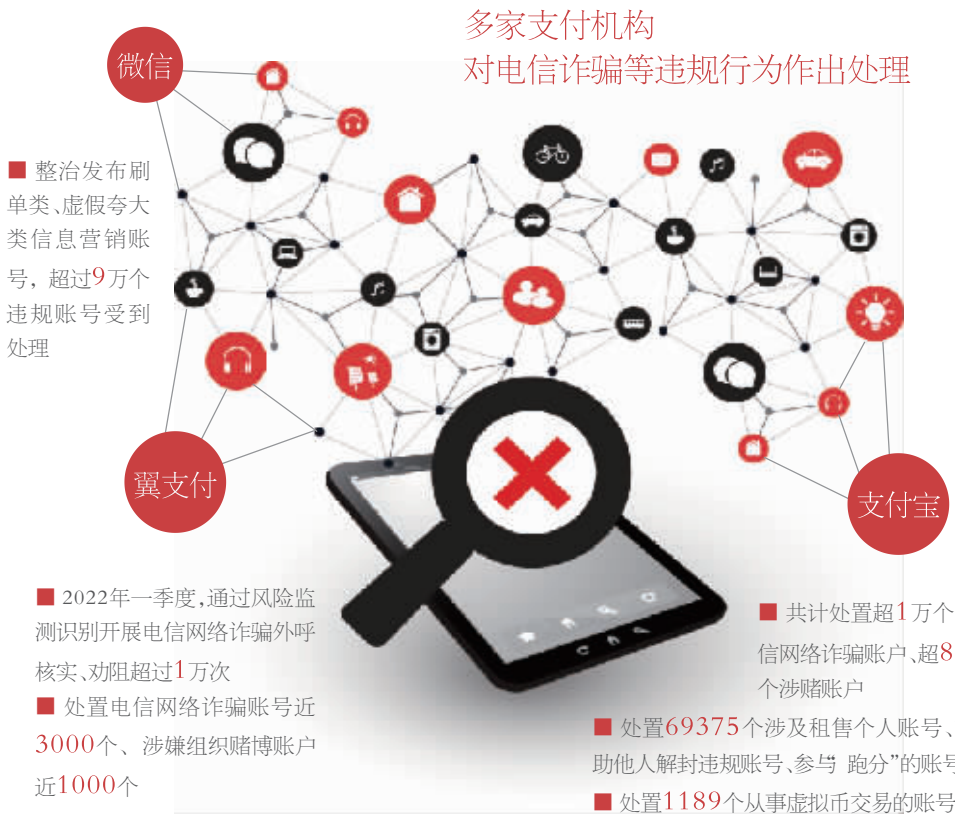 多家支付机构
对电信诈骗等违规行为作出处理
微信
■ 整治发布刷
单类、虚假夸大
类信息营销账
号，超过9万个
违规账号受到
处理
翼支付
■ 2022年一季度，通过风险监
测识别开展电信网络诈骗外呼
核实、劝阻超过1万次
■ 处置电信网络诈骗账号近
3000个、涉嫌组织赌博账户
近1000个
支付宝
■ 共计处置超1万个
信网络诈骗账户、超8
个涉赌账户
■ 处置69375个涉及租售个人账号、
助他人解封违规账号、参与“跑分”的账号
■ 处置1189个从事虚拟币交易的账号